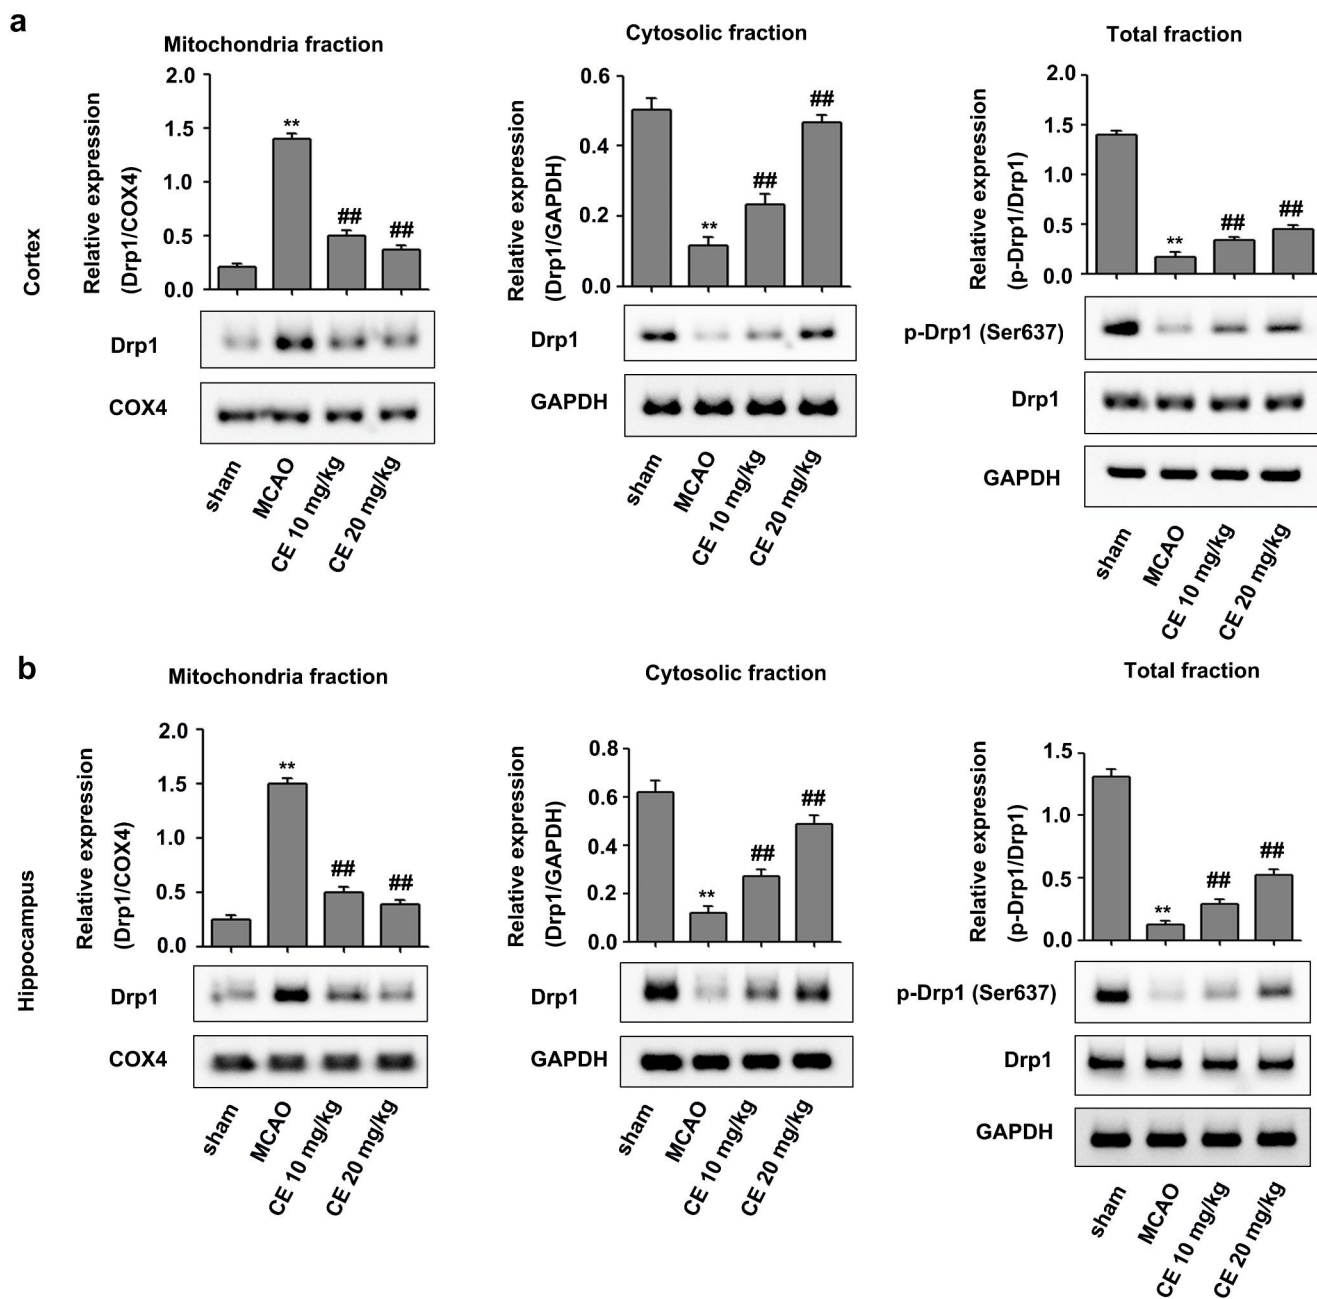 a
Mitochondria fraction
Relative expression
(Drp1/COX4)
2.0
1.5
1.0
0.5
0.0
**
##
##
Cortex
Drp1
COX4
sham
MCAO
CE 10 mg/kg
CE 20 mg/kg
Cytosolic fraction
Relative expression
(Drp1/GAPDH)
0.6
0.4
0.2
0.0
**
##
##
Drp1
GAPDH
sham
MCAO
CE 10 mg/kg
CE 20 mg/kg
Total fraction
Relative expression
(p-Drp1/Drp1)
2.0
1.5
1.0
0.5
0.0
**
##
##
p-Drp1 (Ser637)
Drp1
GAPDH
sham
MCAO
CE 10 mg/kg
CE 20 mg/kg
b
Mitochondria fraction
Relative expression
(Drp1/COX4)
2.0
1.5
1.0
0.5
0.0
**
##
##
Hippocampus
Drp1
COX4
sham
MCAO
CE 10 mg/kg
CE 20 mg/kg
Cytosolic fraction
Relative expression
(Drp1/GAPDH)
0.8
0.6
0.4
0.2
0.0
**
##
##
Drp1
GAPDH
sham
MCAO
CE 10 mg/kg
CE 20 mg/kg
Total fraction
Relative expression
(p-Drp1/Drp1)
1.5
1.0
0.5
0.0
**
##
##
p-Drp1 (Ser637)
Drp1
GAPDH
sham
MCAO
CE 10 mg/kg
CE 20 mg/kg